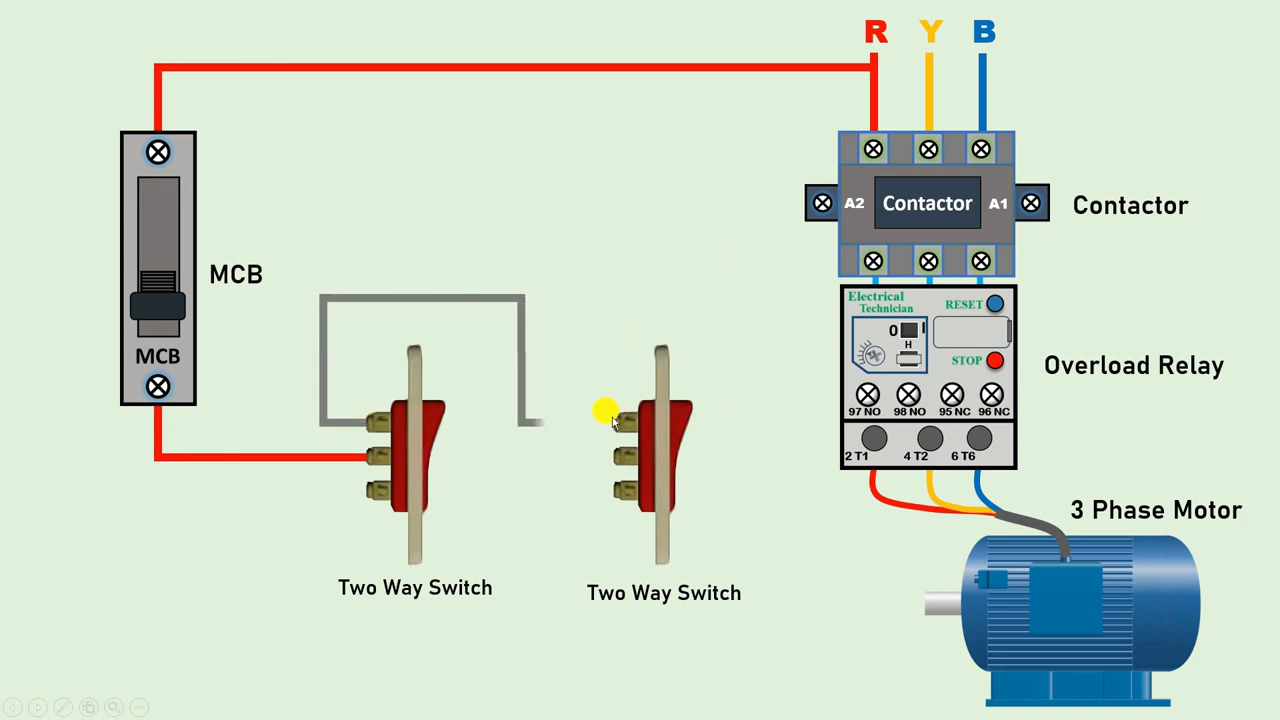 R Y B
A2 Contactor A1
Contactor
MCB
MCB
Electrical
Technician
RESET
0 I
H
STOP
Overload Relay
97 NO 98 NO 95 NC 96 NC
2 T1 4 T2 6 T6
3 Phase Motor
Two Way Switch
Two Way Switch